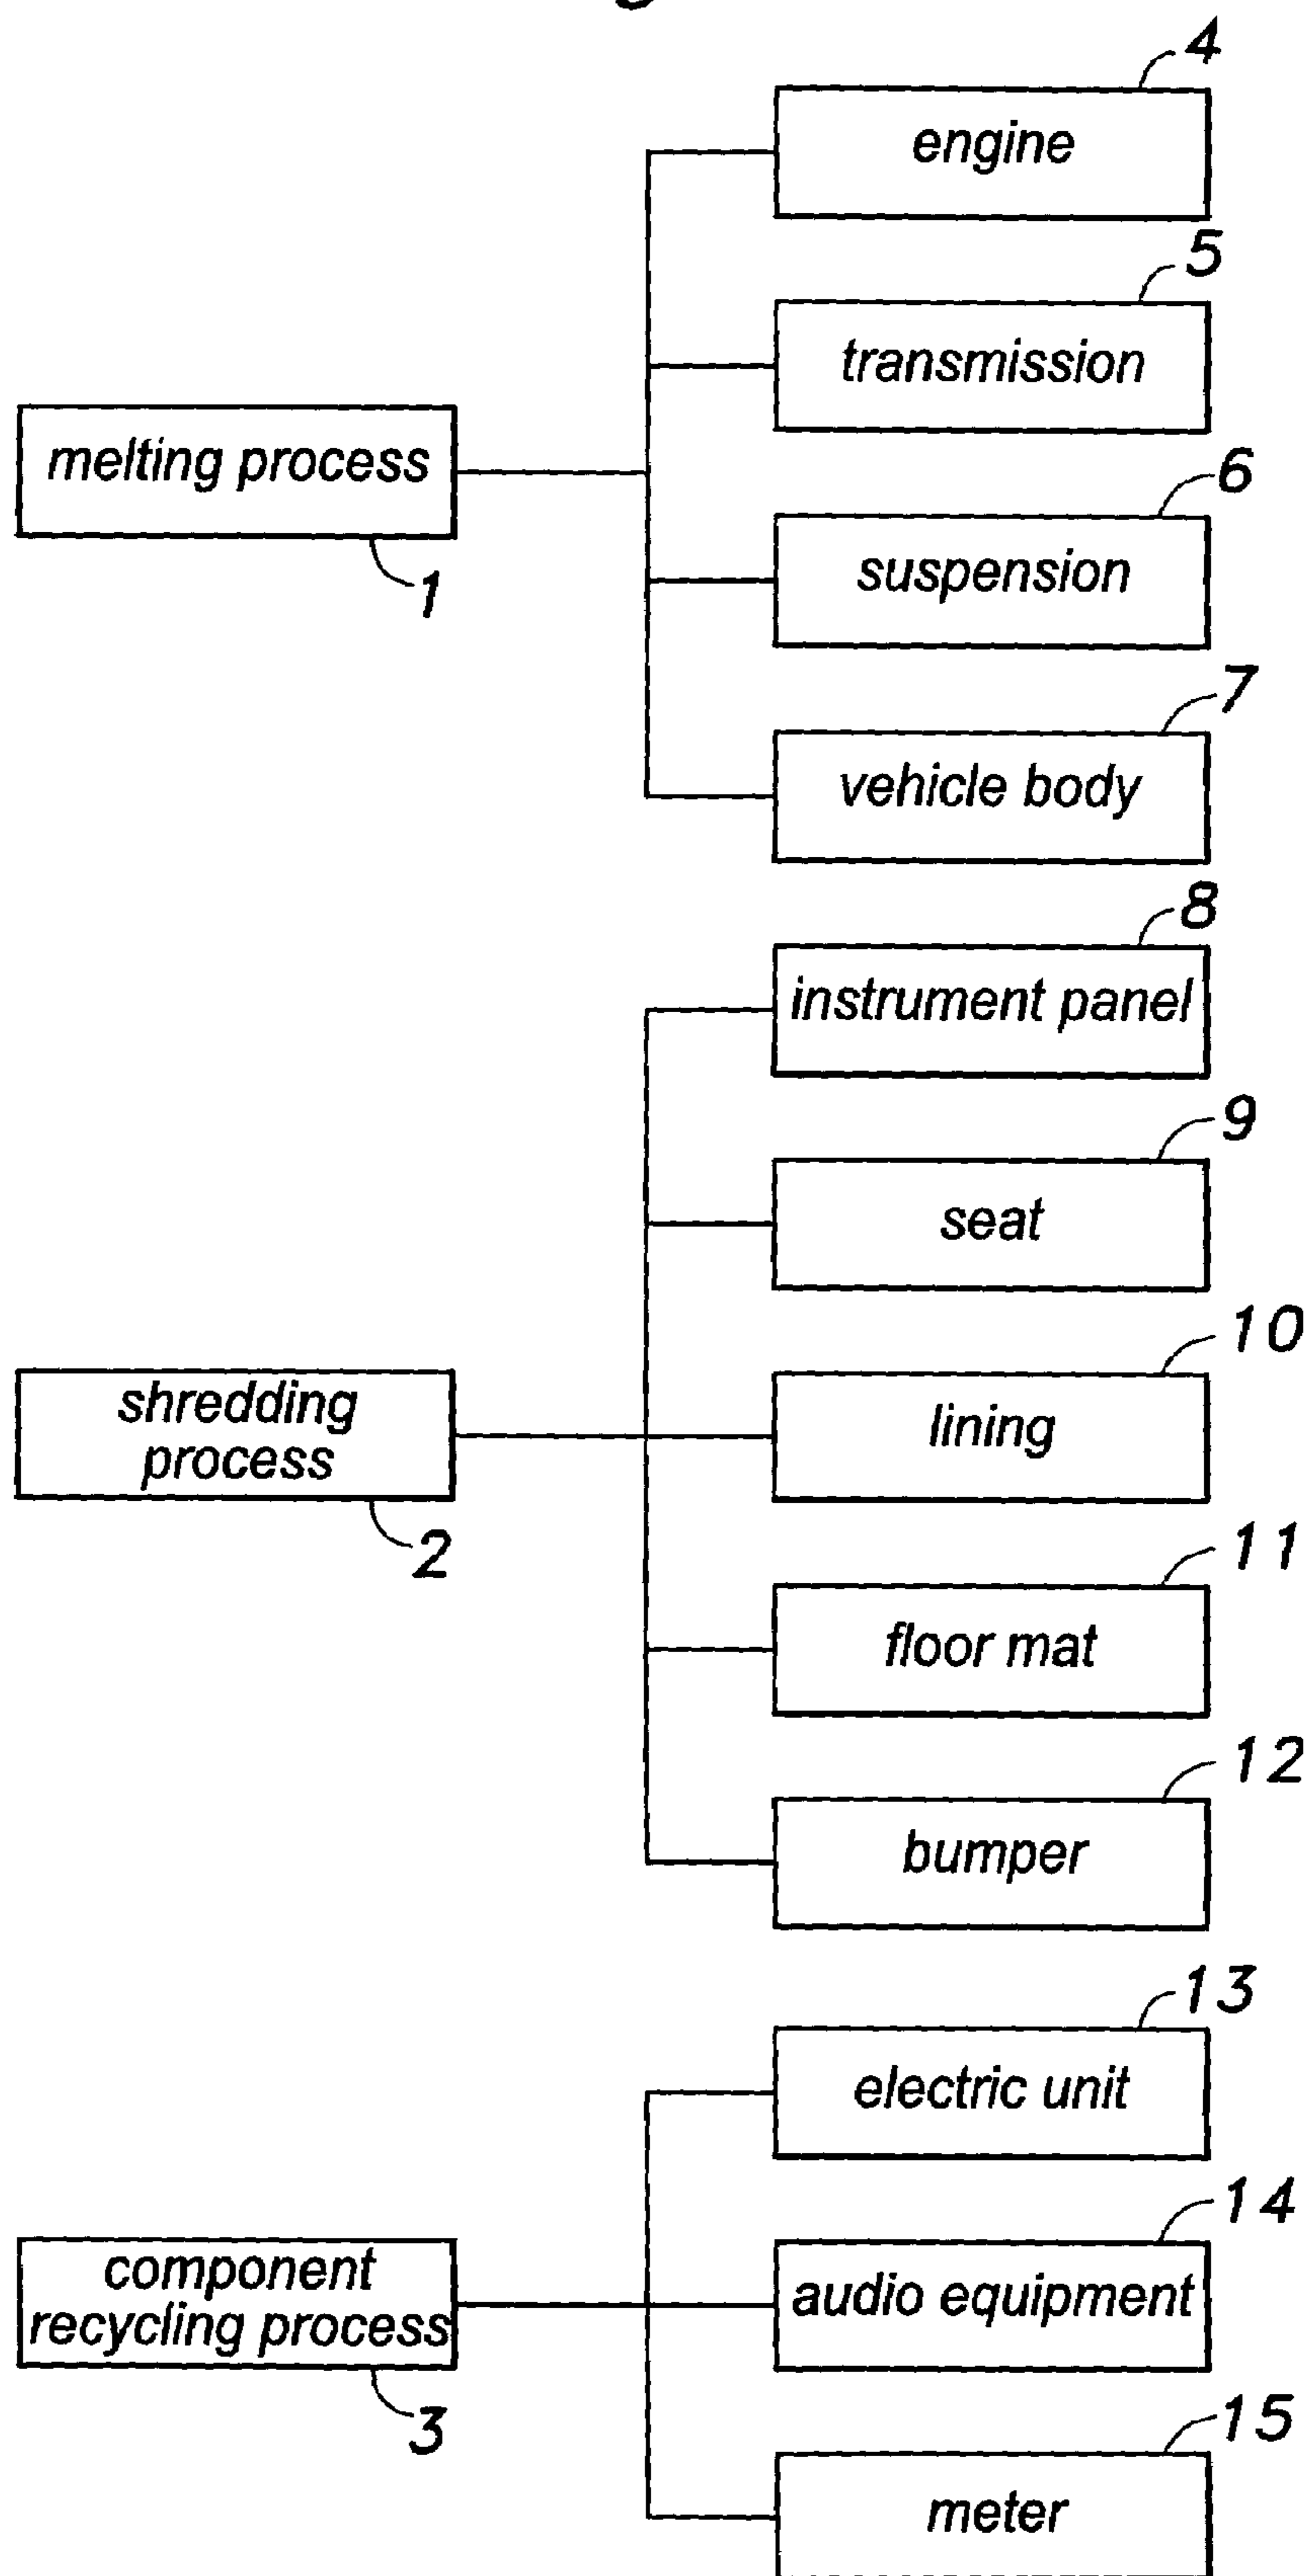 4
engine
5
transmission
melting process
1
6
suspension
7
vehicle body
8
instrument panel
9
seat
10
lining
shredding
process
2
11
floor mat
12
bumper
13
electric unit
14
audio equipment
component
recycling process
3
15
meter